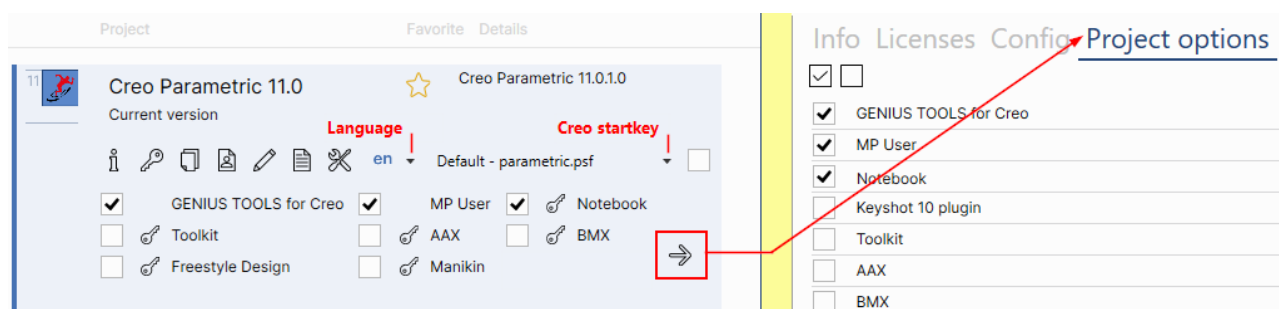 Project Favorite Details
11
Creo Parametric 11.0
Creo Parametric 11.0.1.0
Current version
Language
Creo startkey
en
Default - parametric.psf
GENIUS TOOLS for Creo MP User Notebook
Toolkit AAX BMX
Freestyle Design Manikin
Info Licenses Config Project options
GENIUS TOOLS for Creo
MP User
Notebook
Keyshot 10 plugin
Toolkit
AAX
BMX